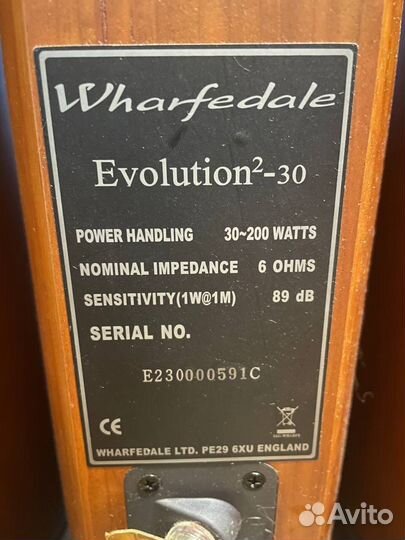 Wharfedale
Evolution²-30
POWER HANDLING 30~200 WATTS
NOMINAL IMPEDANCE 6 OHMS
SENSITIVITY(1W@1M) 89 dB
SERIAL NO.
E230000591C
CE
WHARFEDALE LTD. PE29 6XU ENGLAND
Avito